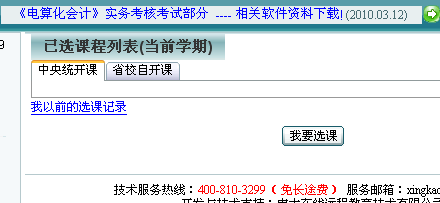 《电算化会计》实务考核考试部分 ---- 相关软件资料下载! (2010.03.12)
9
已选课程列表(当前学期)
中央统开课 省校自开课
我以前的选课记录
我要选课
技术服务热线：400-810-3299（ 免长途费 ） 服务邮箱：xingkao